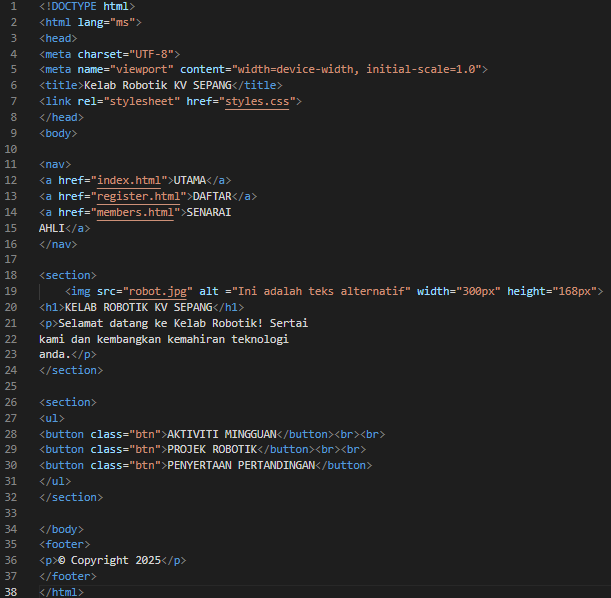 1 <!DOCTYPE html>
2 <html lang="ms">
3 <head>
4 <meta charset="UTF-8">
5 <meta name="viewport" content="width=device-width, initial-scale=1.0">
6 <title>Kelab Robotik KV SEPANG</title>
7 <link rel="stylesheet" href="styles.css">
8 </head>
9 <body>
10
11 <nav>
12 <a href="index.html">UTAMA</a>
13 <a href="register.html">DAFTAR</a>
14 <a href="members.html">SENARAI
15 AHLI</a>
16 </nav>
17
18 <section>
19     <img src="robot.jpg" alt ="Ini adalah teks alternatif" width="300px" height="168px">
20 <h1>KELAB ROBOTIK KV SEPANG</h1>
21 <p>Selamat datang ke Kelab Robotik! Sertai
22 kami dan kembangkan kemahiran teknologi
23 anda.</p>
24 </section>
25
26 <section>
27 <ul>
28 <button class="btn">AKTIVITI MINGGUAN</button><br><br>
29 <button class="btn">PROJEK ROBOTIK</button><br><br>
30 <button class="btn">PENYERTAAN PERTANDINGAN</button>
31 </ul>
32 </section>
33
34 </body>
35 <footer>
36 <p>© Copyright 2025</p>
37 </footer>
38 </html>